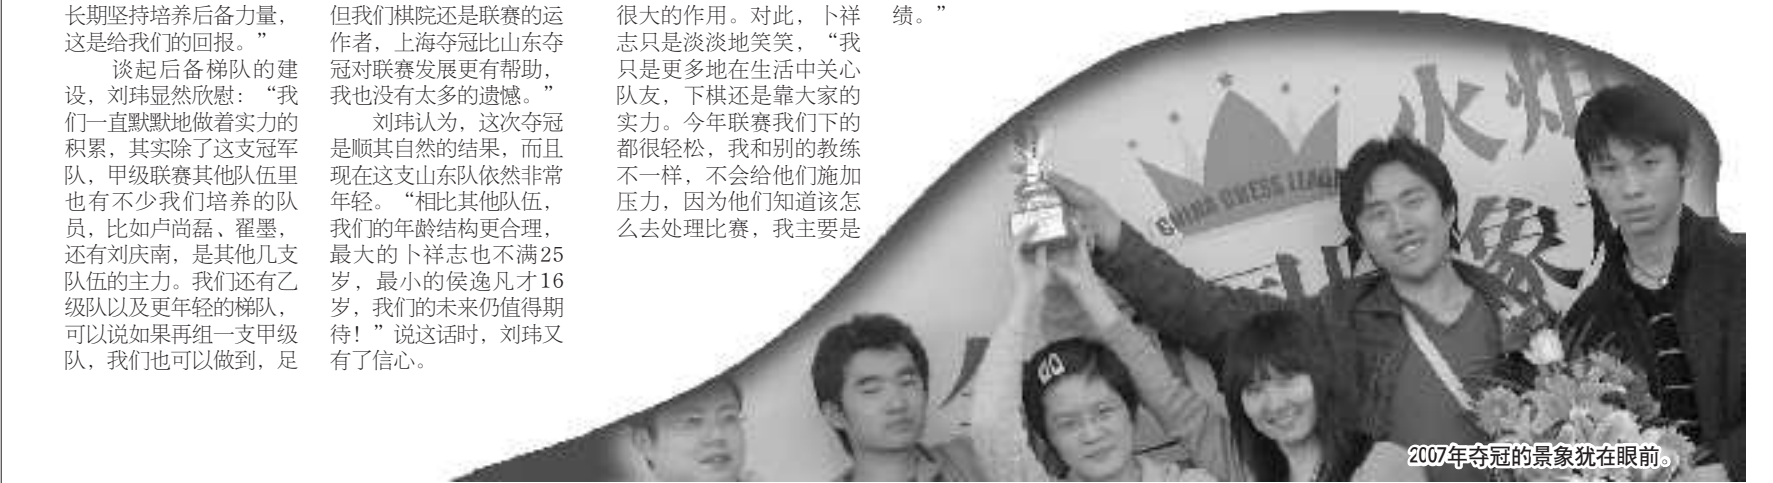 长期坚持培养后备力量，
这是给我们的回报。”
谈起后备梯队的建
设，刘玮显然欣慰：“我
们一直默默地做着实力的
积累，其实除了这支冠军
队，甲级联赛其他队伍里
也有不少我们培养的队
员，比如卢尚磊、翟墨，
还有刘庆南，是其他几支
队伍的主力。我们还有乙
级队以及更年轻的梯队，
可以说如果再组一支甲级
队，我们也可以做到，足
但我们棋院还是联赛的运
作者，上海夺冠比山东夺
冠对联赛发展更有帮助，
我也没有太多的遗憾。”
刘玮认为，这次夺冠
是顺其自然的结果，而且
现在这支山东队依然非常
年轻。“相比其他队伍，
我们的年龄结构更合理，
最大的卜祥志也不满25
岁，最小的侯逸凡才16
岁，我们的未来仍值得期
待！”说这话时，刘玮又
有了信心。
很大的作用。对此，卜祥
志只是淡淡地笑笑，“我
只是更多地在生活中关心
队友，下棋还是靠大家的
实力。今年联赛我们下的
都很轻松，我和别的教练
不一样，不会给他们施加
压力，因为他们知道该怎
么去处理比赛，我主要是
绩。”
CHINA CHESS LEAGUE
火炬
象
2007年夺冠的景象犹在眼前。